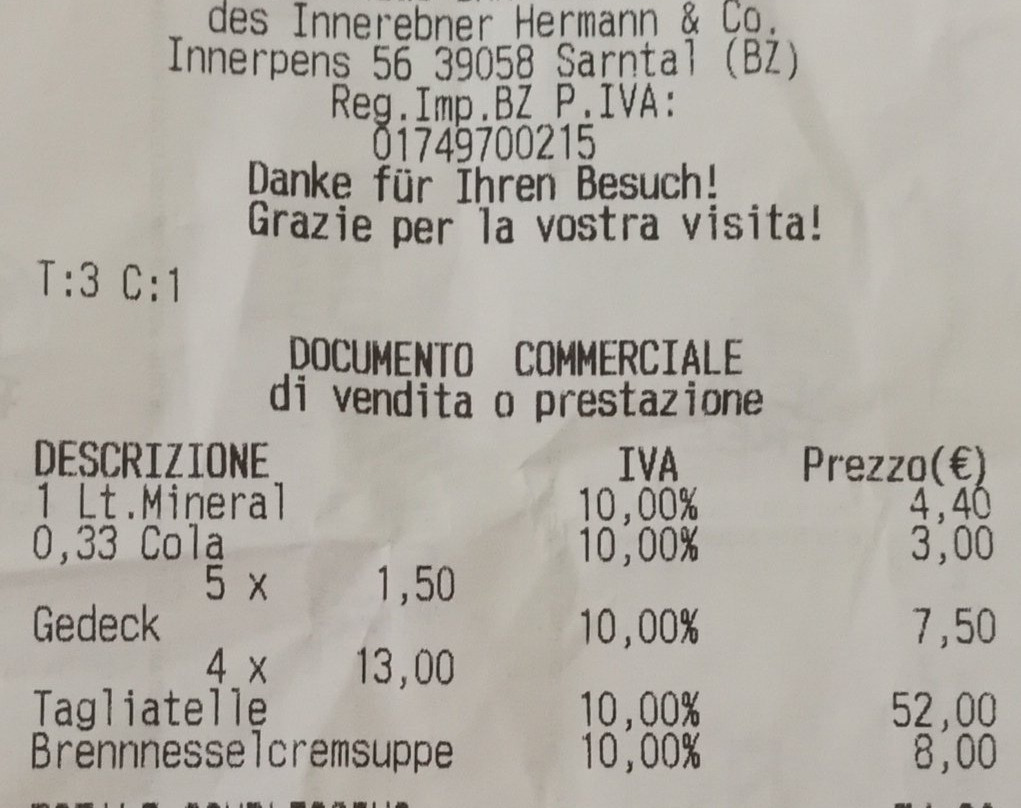 des Innerebner Hermann & Co.
Innerpens 56 39058 Sarntal (BZ)
Reg.Imp.BZ P.IVA:
01749700215
Danke für Ihren Besuch!
Grazie per la vostra visita!
T:3 C:1
DOCUMENTO COMMERCIALE
di vendita o prestazione
DESCRIZIONE IVA Prezzo(€)
1 Lt.Mineral 10,00% 4,40
0,33 Cola 10,00% 3,00
5 x 1,50
Gedeck 10,00% 7,50
4 x 13,00
Tagliatelle 10,00% 52,00
Brennnesselcremsuppe 10,00% 8,00